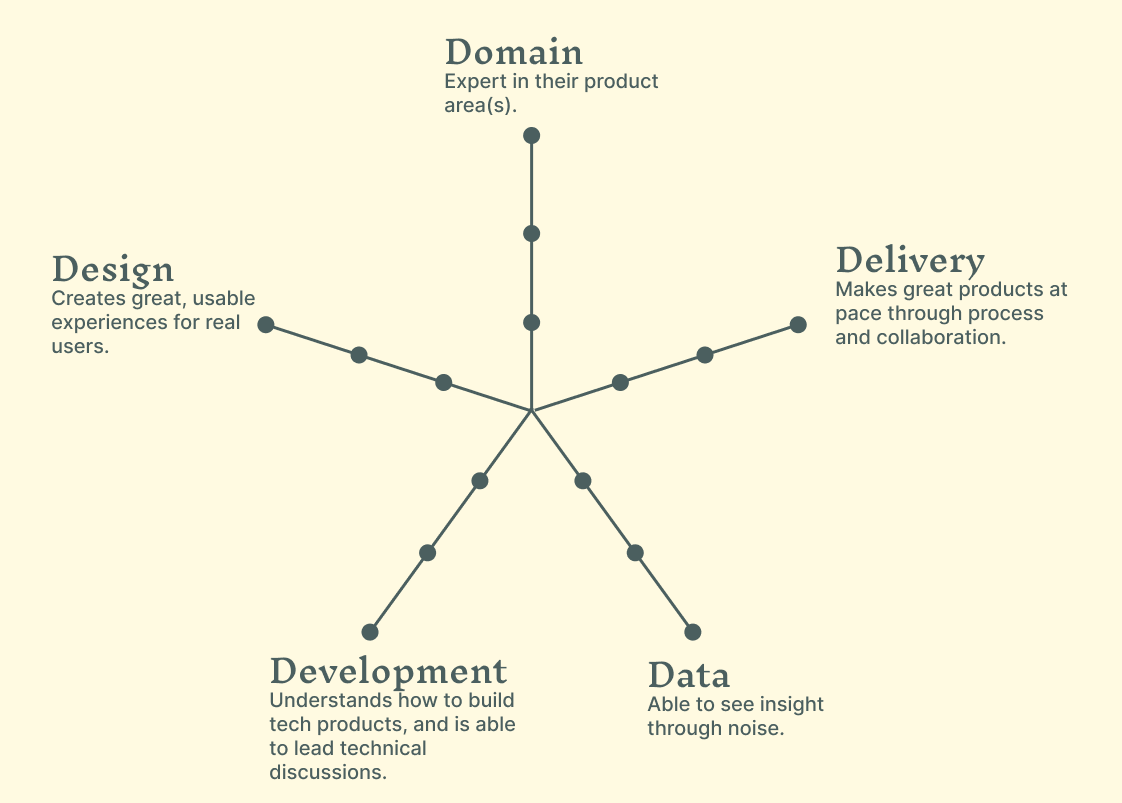 Domain
Expert in their product
area(s).
Design
Creates great, usable
experiences for real
users.
Delivery
Makes great products at
pace through process
and collaboration.
Development
Understands how to build
tech products, and is able
to lead technical
discussions.
Data
Able to see insight
through noise.